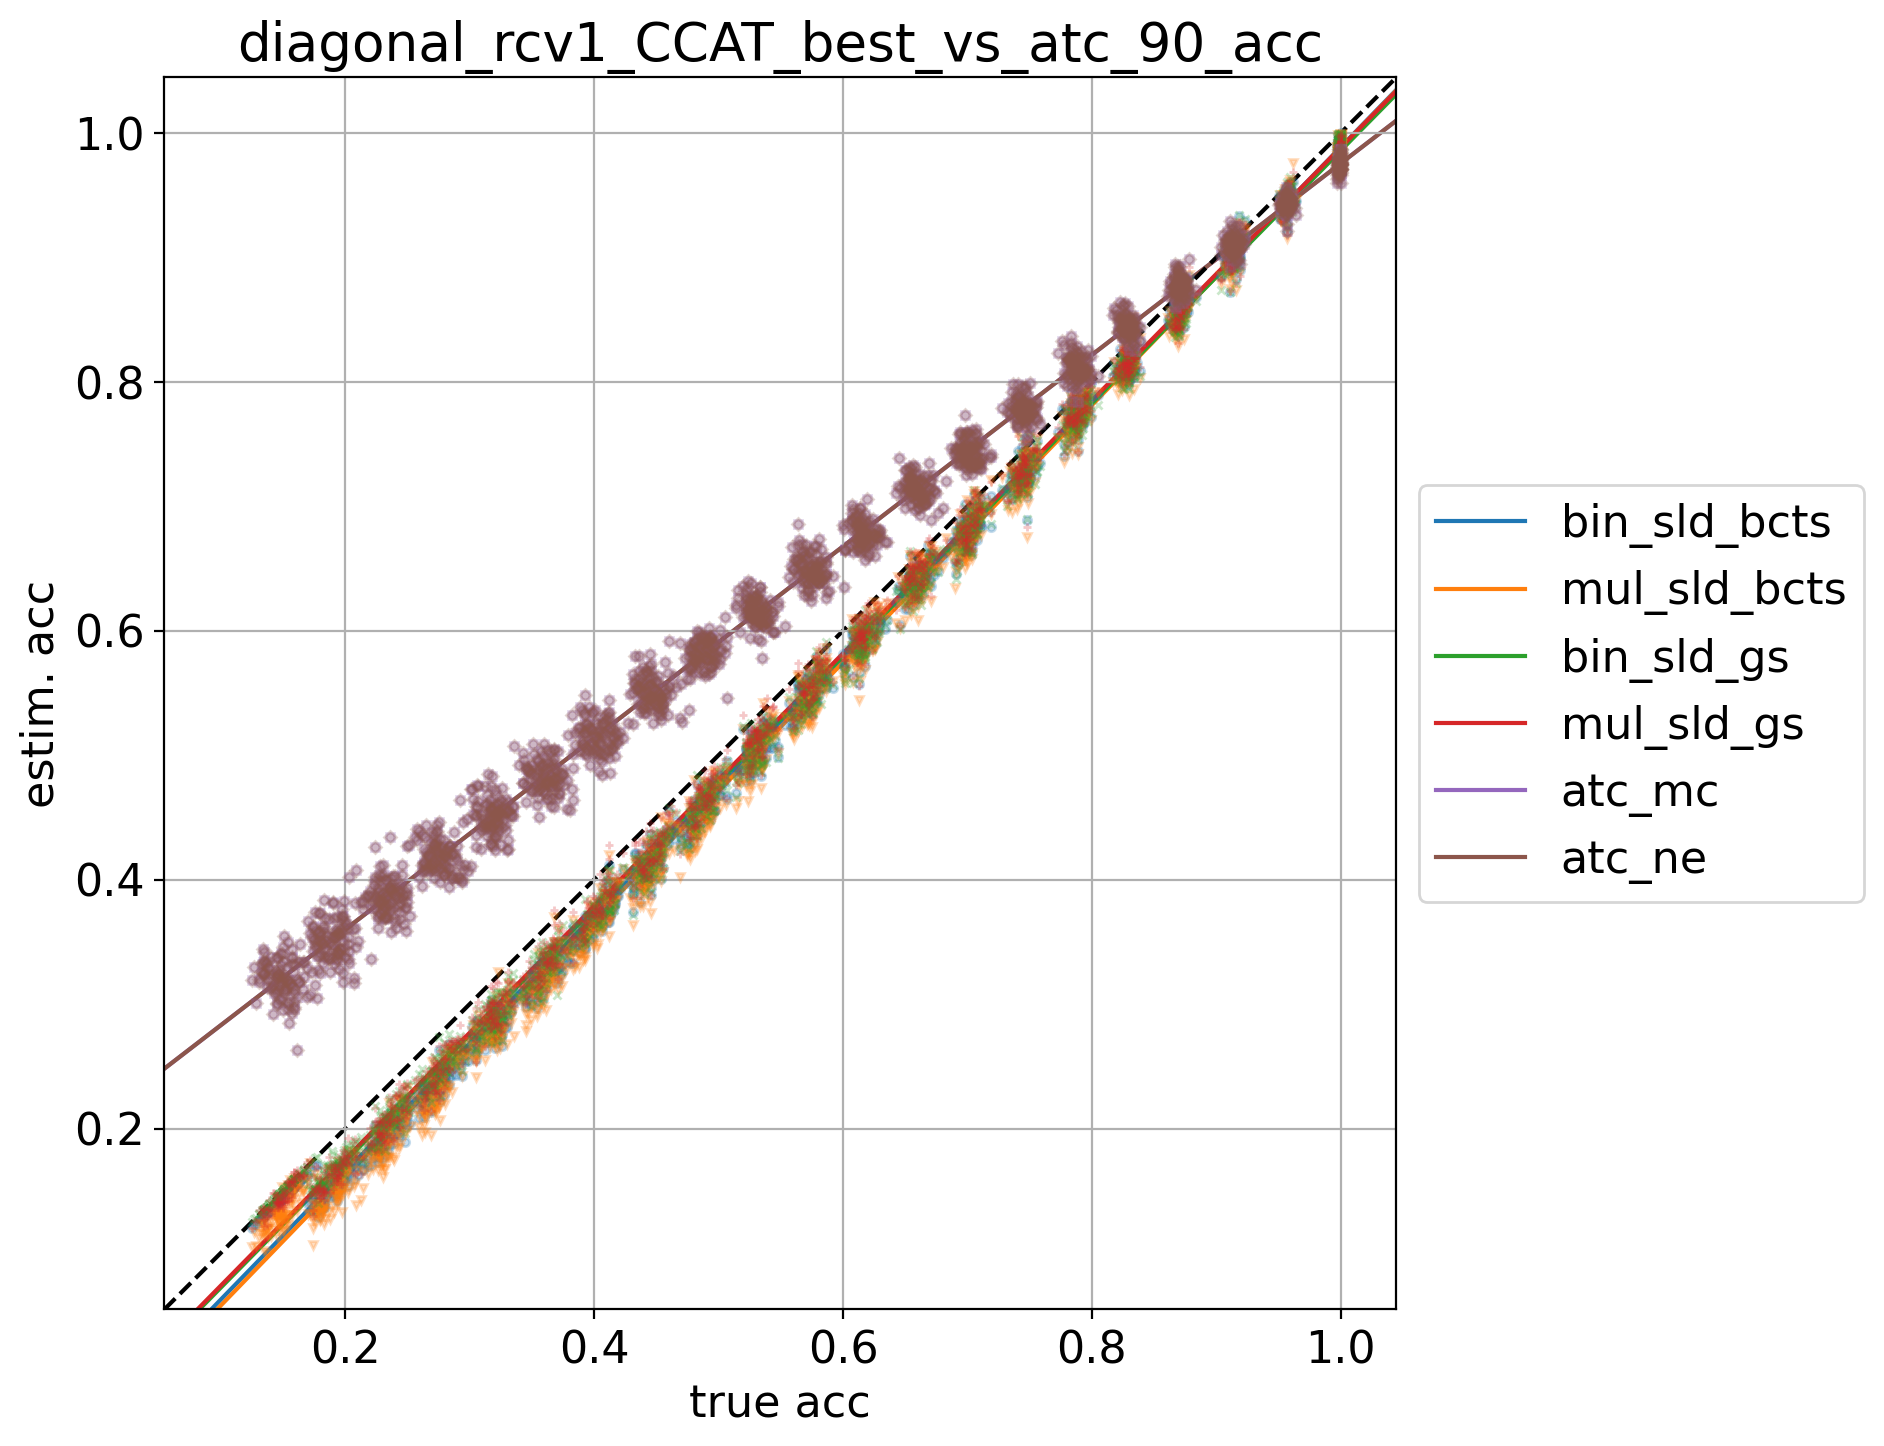 diagonal_rcv1_CCAT_best_vs_atc_90_acc
1.0
0.8
0.6
0.4
0.2
estim. acc
0.2 0.4 0.6 0.8 1.0
true acc
bin_sld_bcts
mul_sld_bcts
bin_sld_gs
mul_sld_gs
atc_mc
atc_ne